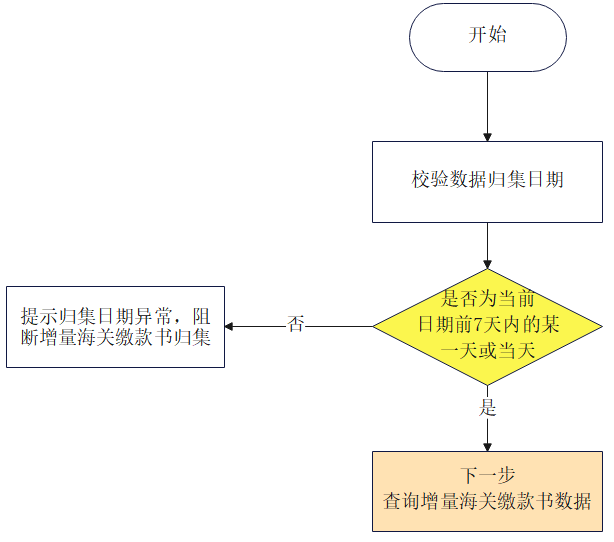 开始
校验数据归集日期
是否为当前
日期前7天内的某
一天或当天
否
提示归集日期异常，阻
断增量海关缴款书归集
是
下一步
查询增量海关缴款书数据